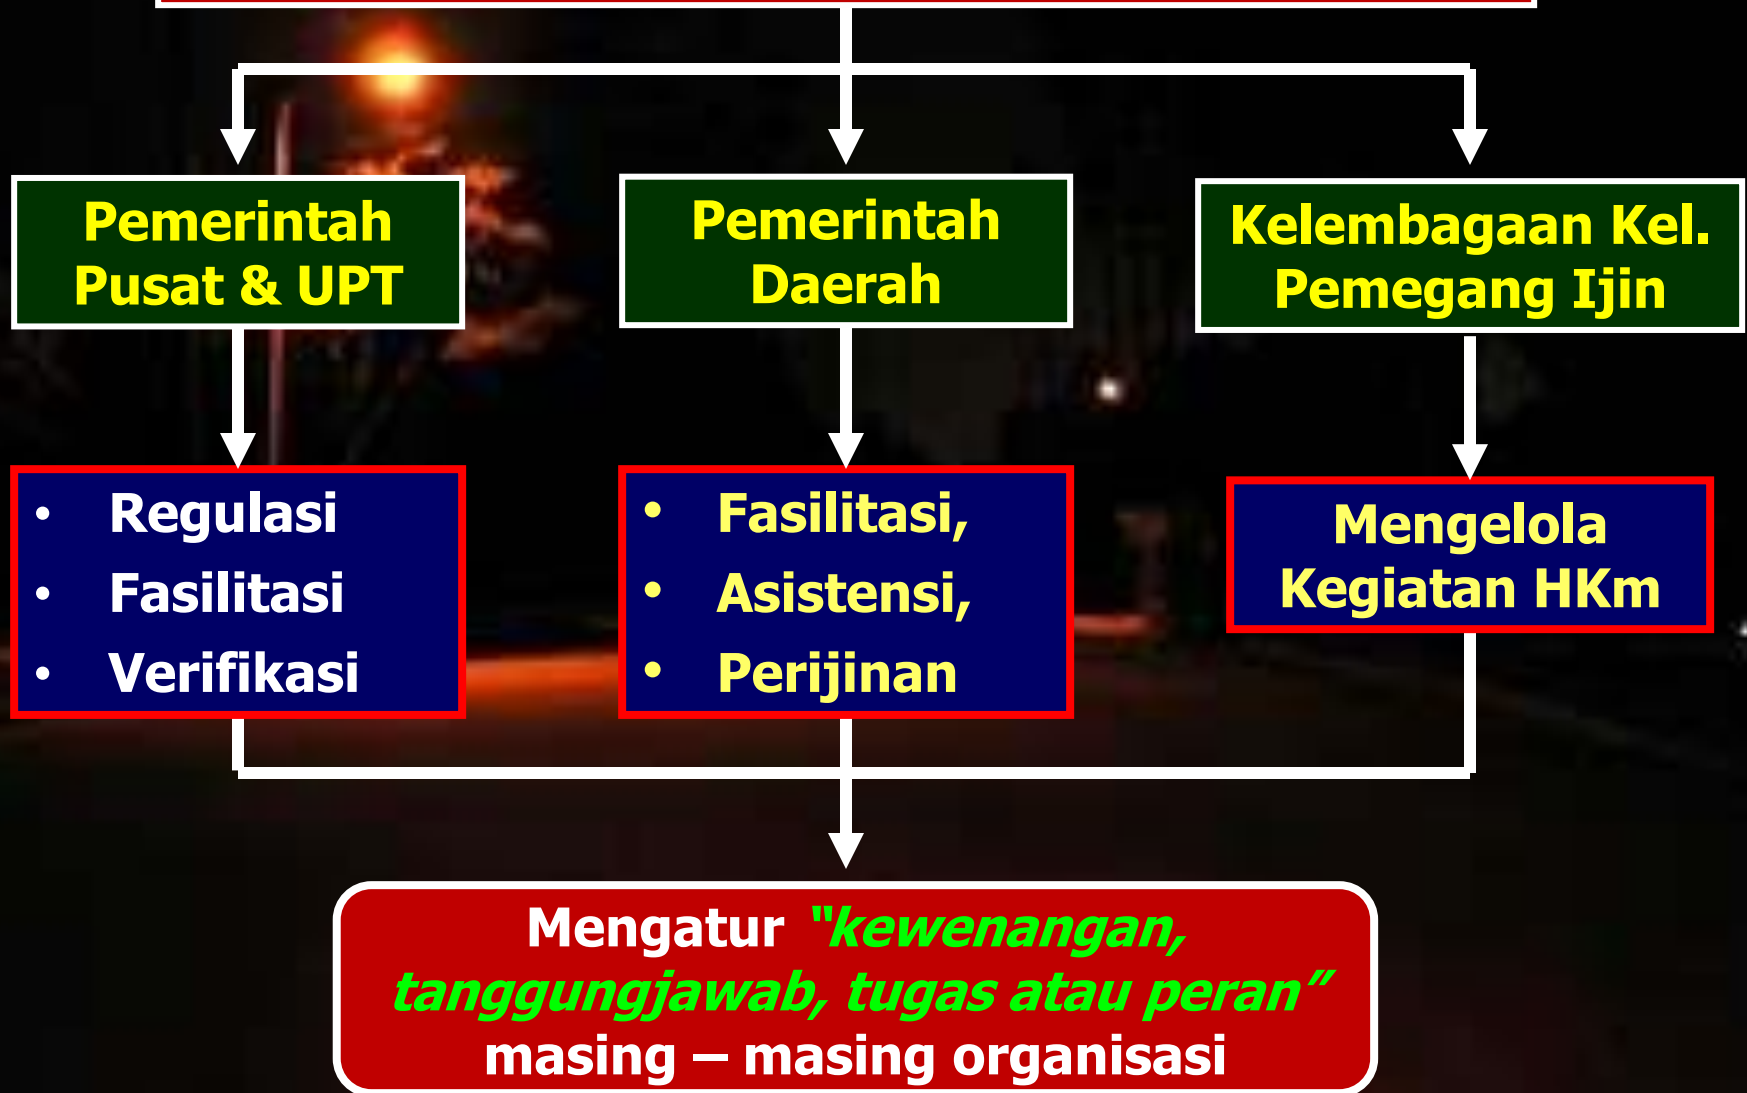 Pemerintah
Pusat & UPT
Pemerintah
Daerah
Kelembagaan Kel.
Pemegang Ijin
• Regulasi
• Fasilitasi
• Verifikasi
• Fasilitasi,
• Asistensi,
• Perijinan
Mengelola
Kegiatan HKm
Mengatur “kewenangan,
tanggungjawab, tugas atau peran”
masing – masing organisasi